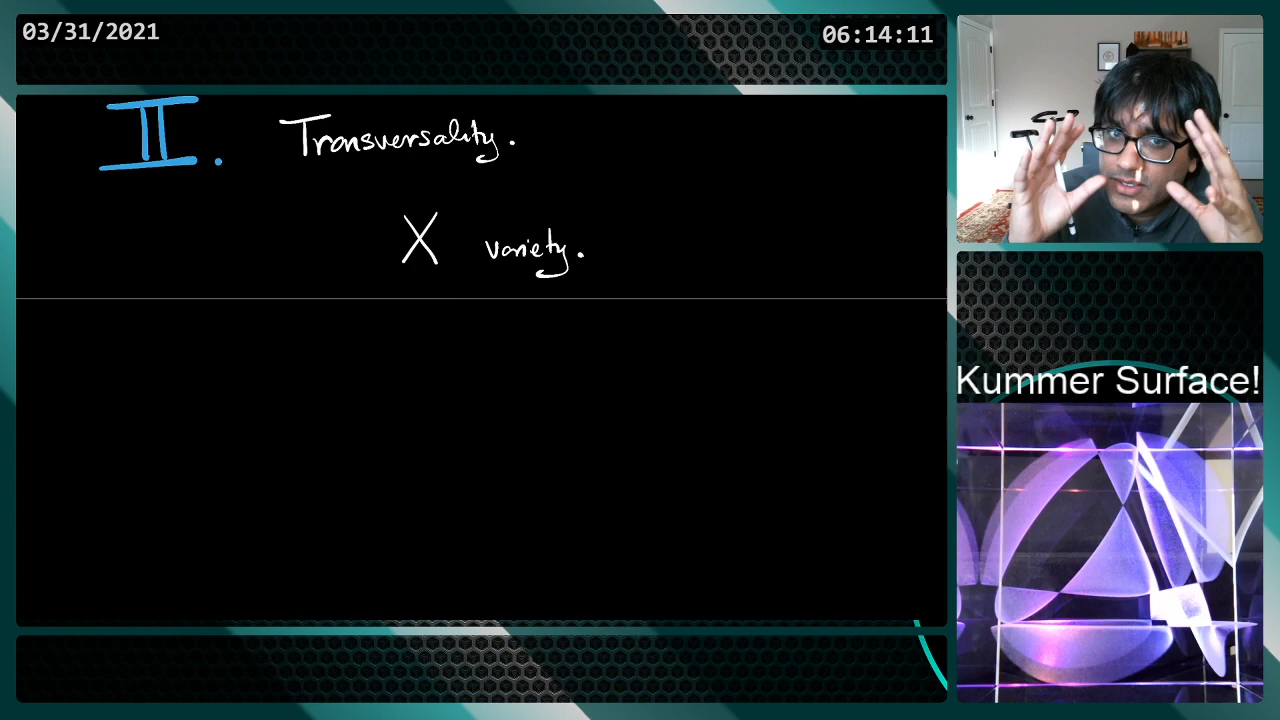 03/31/2021
06:14:11
II. Transversality.
X variety.
Kummer Surface!